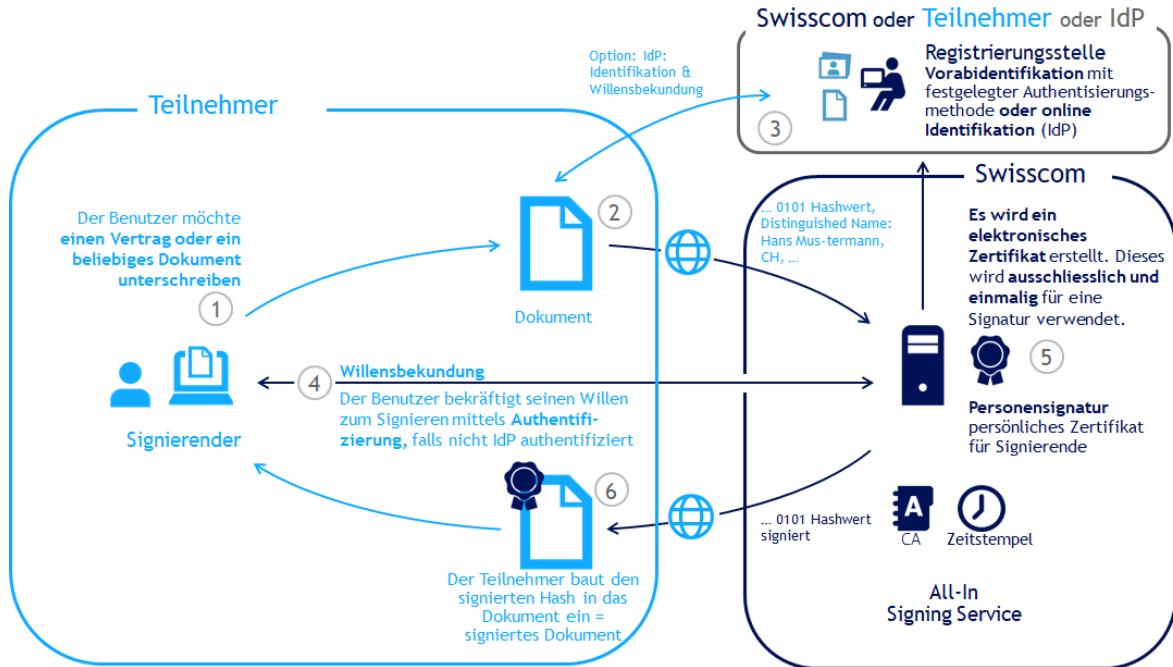 Swisscom oder Teilnehmer oder IdP
Option: IdP:
Identifikation &
Willensbekundung
Registrierungsstelle
Vorabidentifikation mit
festgelegter Authentisierungs-
methode oder online
Identifikation (IdP)
3
Teilnehmer
Swisscom
Der Benutzer möchte
einen Vertrag oder ein
beliebiges Dokument
unterschreiben
1
2
Dokument
... 0101 Hashwert,
Distinguished Name:
Hans Mus-termann,
CH, ...
Es wird ein
elektronisches
Zertifikat erstellt. Dieses
wird ausschliesslich und
einmalig für eine
Signatur verwendet.
5
Signierender
4
Willensbekundung
Der Benutzer bekräftigt seinen Willen
zum Signieren mittels Authentifi-
zierung, falls nicht IdP authentifiziert
Personensignatur
persönliches Zertifikat
für Signierende
6
... 0101 Hashwert
signiert
A
CA
Zeitstempel
Der Teilnehmer baut den
signierten Hash in das
Dokument ein =
signiertes Dokument
All-In
Signing Service